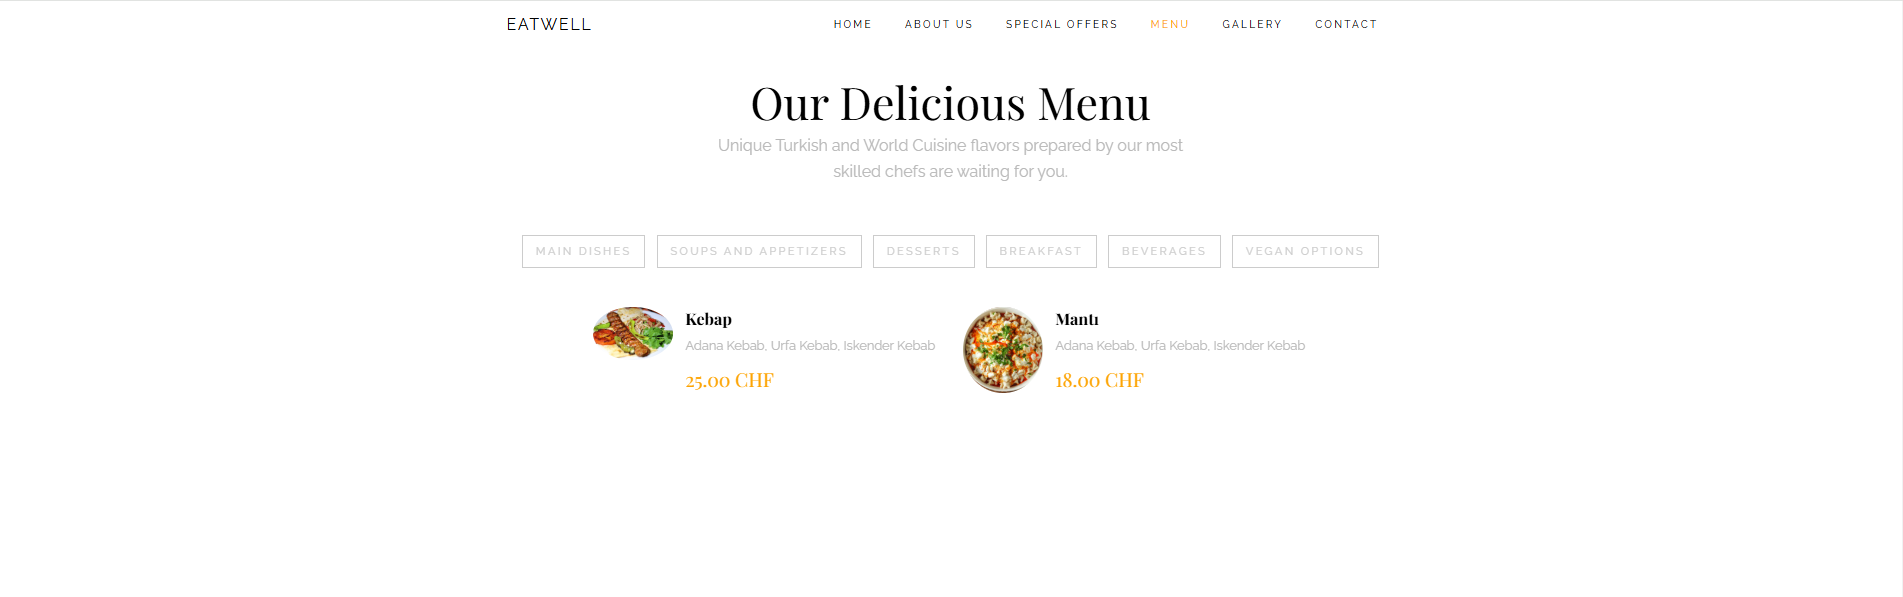 EATWELL
HOME ABOUT US SPECIAL OFFERS MENU GALLERY CONTACT
Our Delicious Menu
Unique Turkish and World Cuisine flavors prepared by our most
skilled chefs are waiting for you.
MAIN DISHES SOUPS AND APPETIZERS DESSERTS BREAKFAST BEVERAGES VEGAN OPTIONS
Kebap
Adana Kebab, Urfa Kebab, Iskender Kebab
25.00 CHF
Mantı
Adana Kebab, Urfa Kebab, Iskender Kebab
18.00 CHF